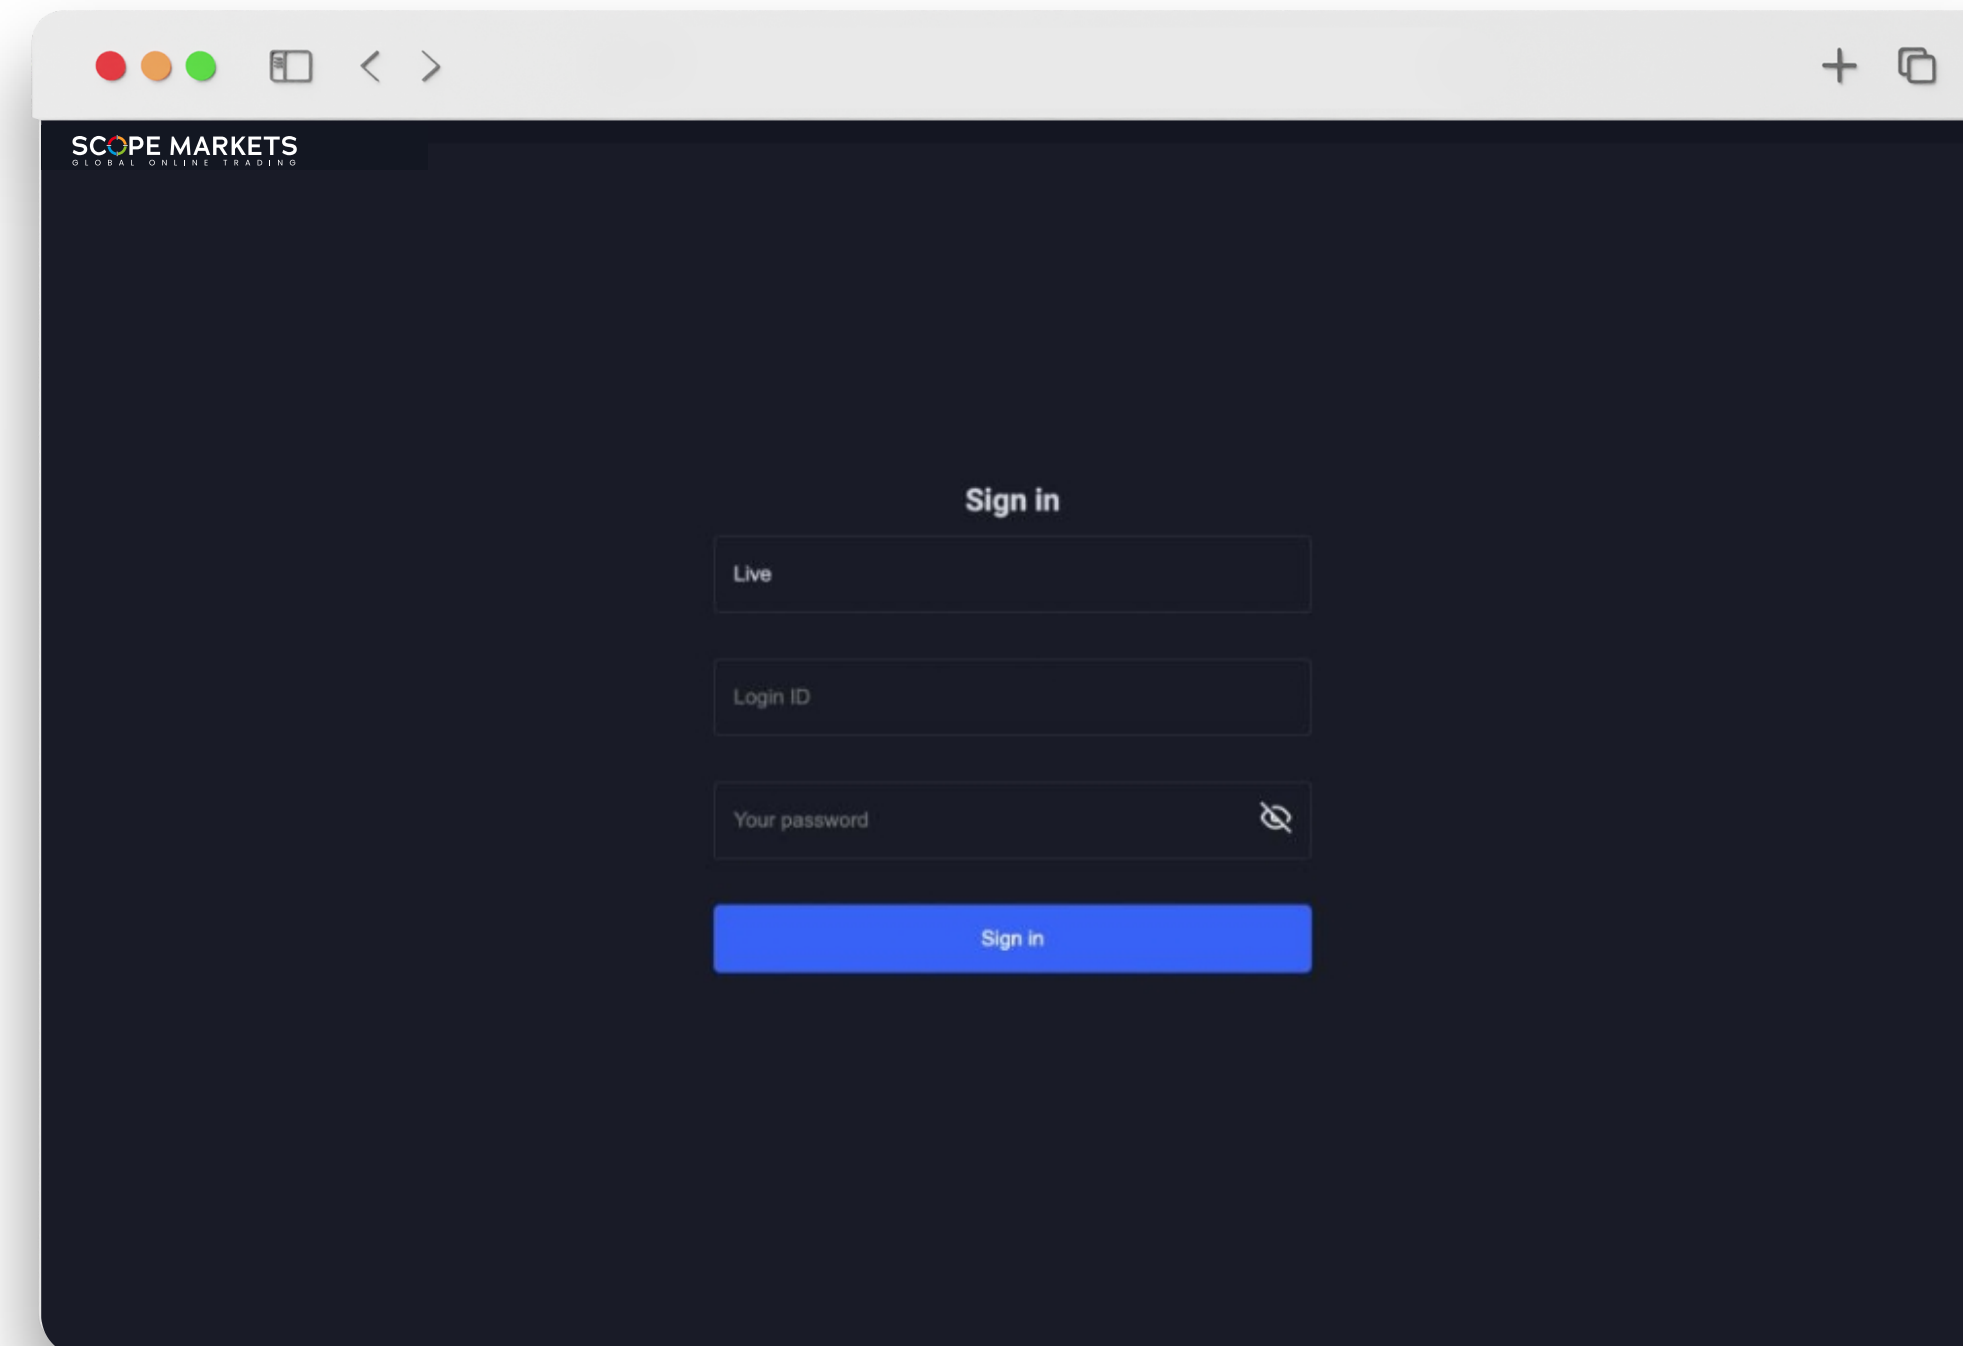 SCOPE MARKETS
GLOBAL ONLINE TRADING
Sign in
Live
Login ID
Your password
Sign in